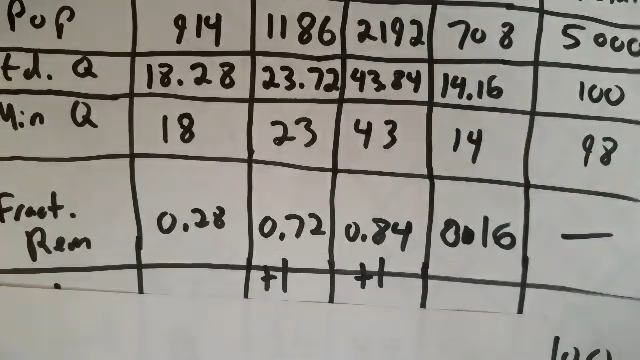 Pop 914 1186 2192 708 5000
td. Q 18.28 23.72 43.84 14.16 100
Min Q 18 23 43 14 98
Fract. Rem 0.28 0.72 0.84 0.16 —
+1 +1